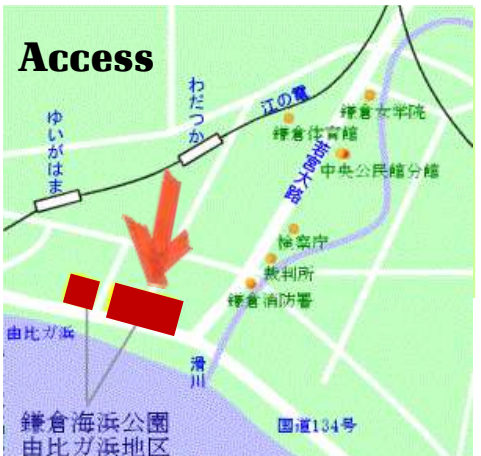 Access
わだつか
江の電
鎌倉女学院
鎌倉体育館
ゆいがはま
若宮大路
中央公民館分館
検察庁
裁判所
鎌倉消防署
由比ガ浜
滑川
鎌倉海浜公園
由比ガ浜地区
国道134号